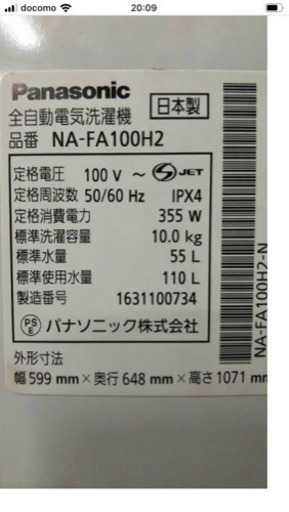 docomo 20:09
Panasonic
全自動電気洗濯機 日本製
品番 NA-FA100H2
定格電圧 100 V ~ S JET
定格周波数 50/60 Hz IPX4
定格消費電力 355 W
標準洗濯容量 10.0 kg
標準水量 55 L
標準使用水量 110 L
製造番号 1631100734
PS E パナソニック株式会社
外形寸法
幅 599 mm×奥行 648 mm×高さ 1071 mm
NA-FA100H2-N